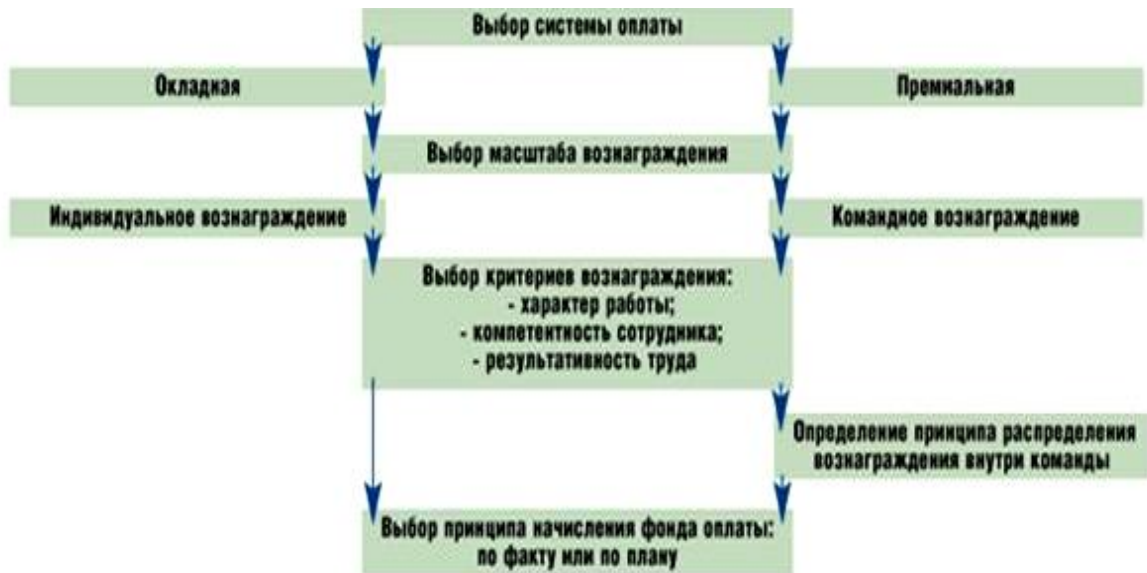 Выбор системы оплаты
Окладная
Премиальная
Выбор масштаба вознаграждения
Индивидуальное вознаграждение
Командное вознаграждение
Выбор критериев вознаграждения:
- характер работы;
- компетентность сотрудника;
- результативность труда
Определение принципа распределения
вознаграждения внутри команды
Выбор принципа начисления фонда оплаты:
по факту или по плану